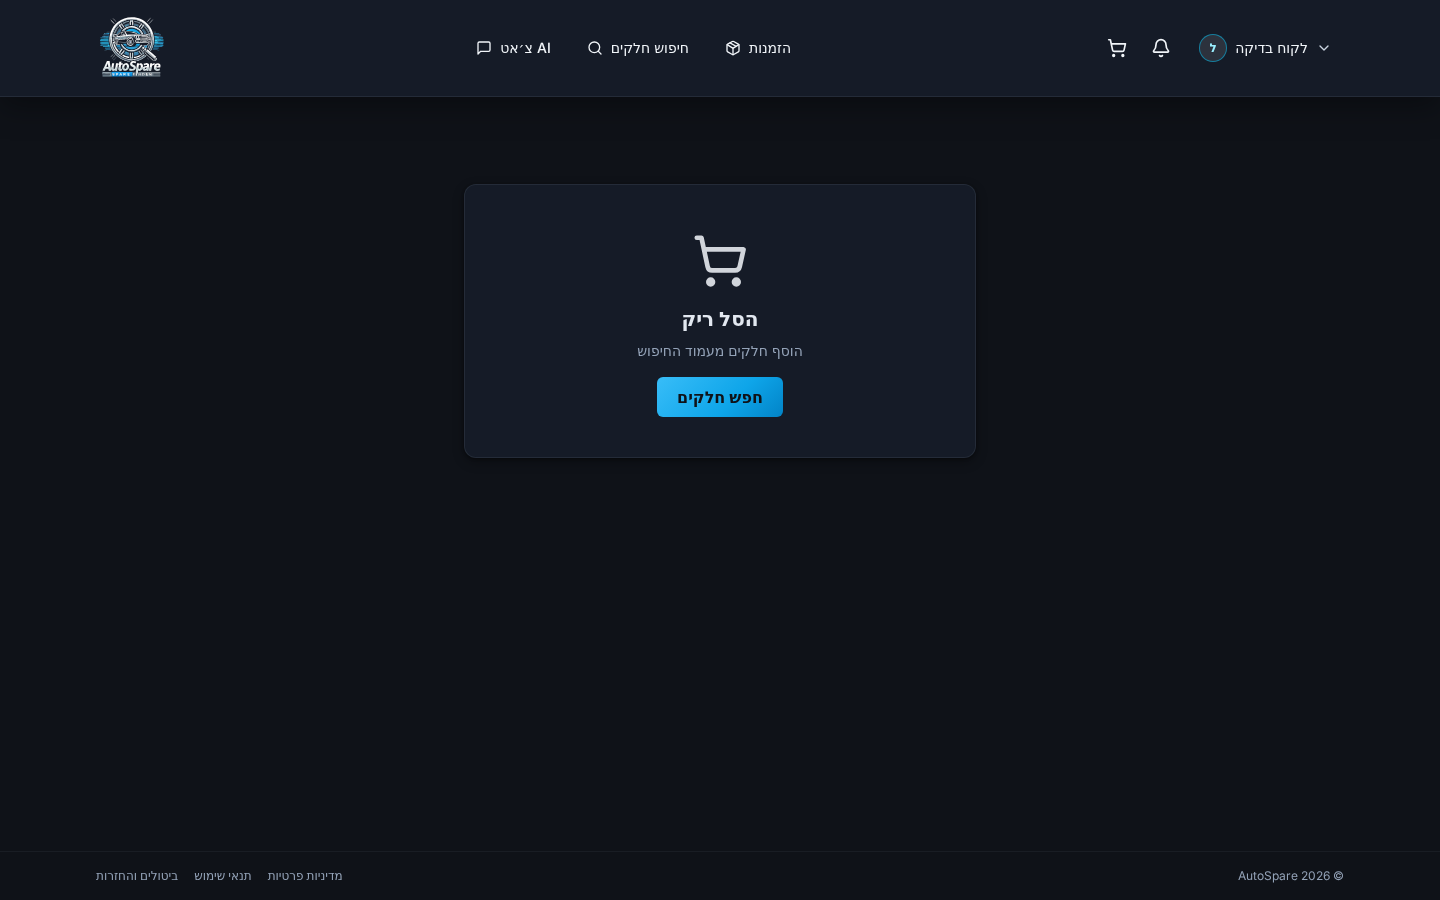 AutoSpare
צ׳אט AI
חיפוש חלקים
הזמנות
ל
לקוח בדיקה
הסל ריק
הוסף חלקים מעמוד החיפוש
חפש חלקים
ביטולים והחזרות
תנאי שימוש
מדיניות פרטיות
AutoSpare 2026 ©